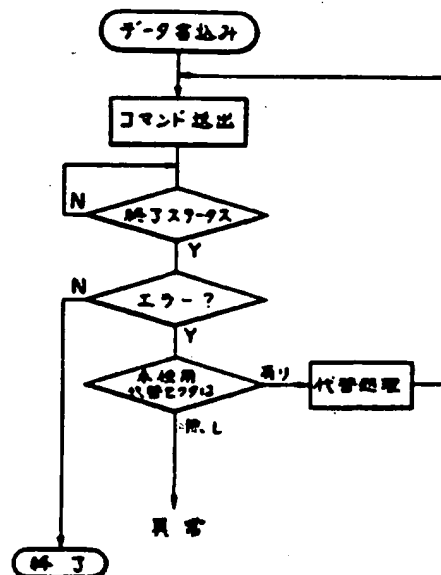 データ書込み
コマンド送出
N
終了ステータス
Y
N
エラー?
Y
未使用
代替セクタは
有り
代替処理
無し
異常
終了